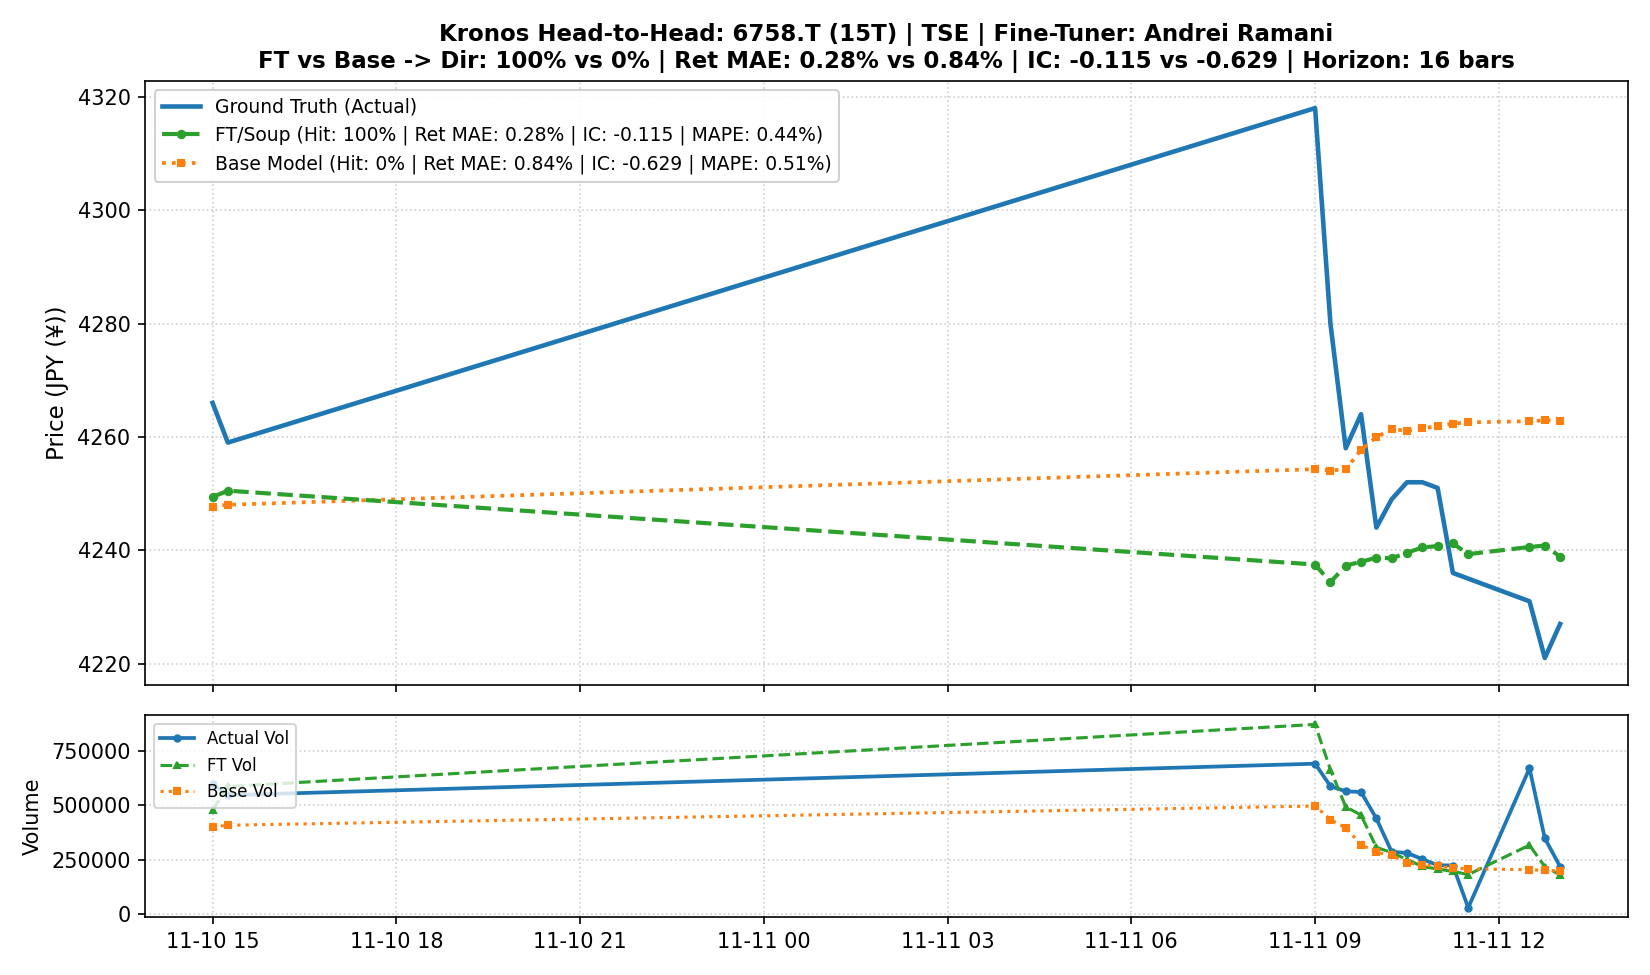 Kronos Head-to-Head: 6758.T (15T) | TSE | Fine-Tuner: Andrei Ramani
FT vs Base -> Dir: 100% vs 0% | Ret MAE: 0.28% vs 0.84% | IC: -0.115 vs -0.629 | Horizon: 16 bars
Ground Truth (Actual)
FT/Soup (Hit: 100% | Ret MAE: 0.28% | IC: -0.115 | MAPE: 0.44%)
Base Model (Hit: 0% | Ret MAE: 0.84% | IC: -0.629 | MAPE: 0.51%)
Price (JPY (¥))
4320
4300
4280
4260
4240
4220
Actual Vol
FT Vol
Base Vol
Volume
750000
500000
250000
0
11-10 15
11-10 18
11-10 21
11-11 00
11-11 03
11-11 06
11-11 09
11-11 12